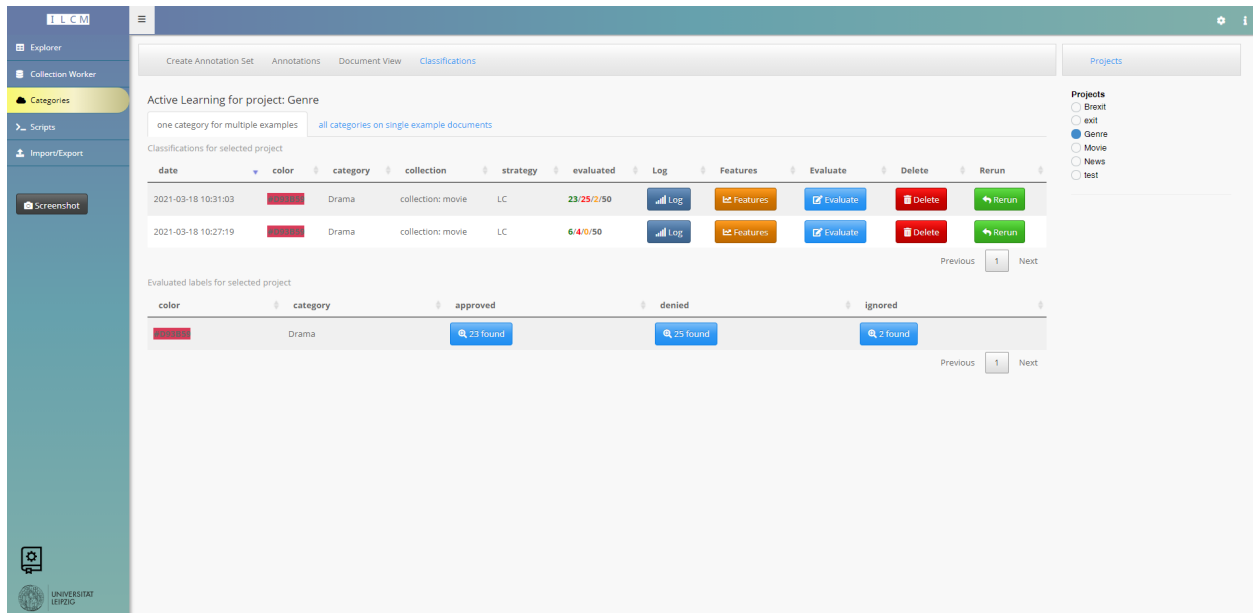 ILCM
Explorer
Collection Worker
Categories
Scripts
Import/Export
Screenshot
UNIVERSITÄT
LEIPZIG
Create Annotation Set Annotations Document View Classifications
Active Learning for project: Genre
one category for multiple examples all categories on single example documents
Classifications for selected project
date color category collection strategy evaluated Log Features Evaluate Delete Rerun
2021-03-18 10:31:03 Drama collection: movie LC 23/25/2/50 Log Features Evaluate Delete Rerun
2021-03-18 10:27:19 Drama collection: movie LC 6/4/0/50 Log Features Evaluate Delete Rerun
Previous 1 Next
Evaluated labels for selected project
color category approved denied ignored
Drama 23 found 25 found 2 found
Previous 1 Next
Projects
Projects
Brexit
exit
Genre
Movie
News
test